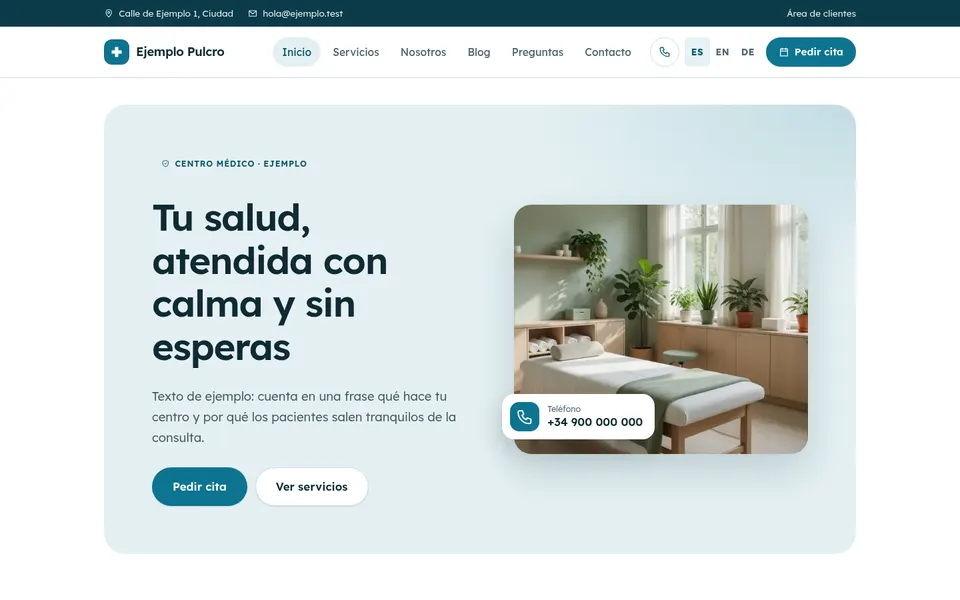 Calle de Ejemplo 1, Ciudad
hola@ejemplo.test
Área de clientes
Ejemplo Pulcro
Inicio
Servicios
Nosotros
Blog
Preguntas
Contacto
ES
EN
DE
Pedir cita
CENTRO MÉDICO · EJEMPLO
Tu salud,
atendida con
calma y sin
esperas
Texto de ejemplo: cuenta en una frase qué hace tu
centro y por qué los pacientes salen tranquilos de la
consulta.
Pedir cita
Ver servicios
Teléfono
+34 900 000 000